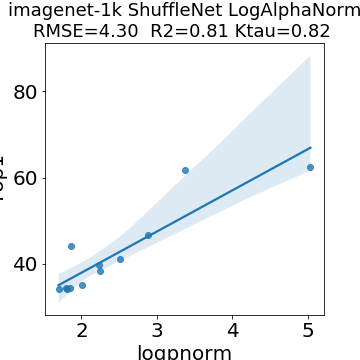 imagenet-1k ShuffleNet LogAlphaNorm
RMSE=4.30 R2=0.81 Ktau=0.82
80
60
40
2 3 4 5
logpnorm